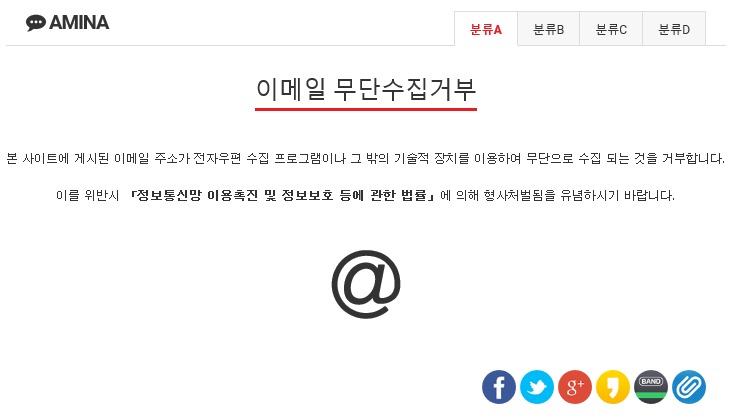 AMINA
분류A 분류B 분류C 분류D
이메일 무단수집거부
본 사이트에 게시된 이메일 주소가 전자우편 수집 프로그램이나 그 밖의 기술적 장치를 이용하여 무단으로 수집 되는 것을 거부합니다.
이를 위반시 「정보통신망 이용촉진 및 정보보호 등에 관한 법률」에 의해 형사처벌됨을 유념하시기 바랍니다.
@
f g+ BAND